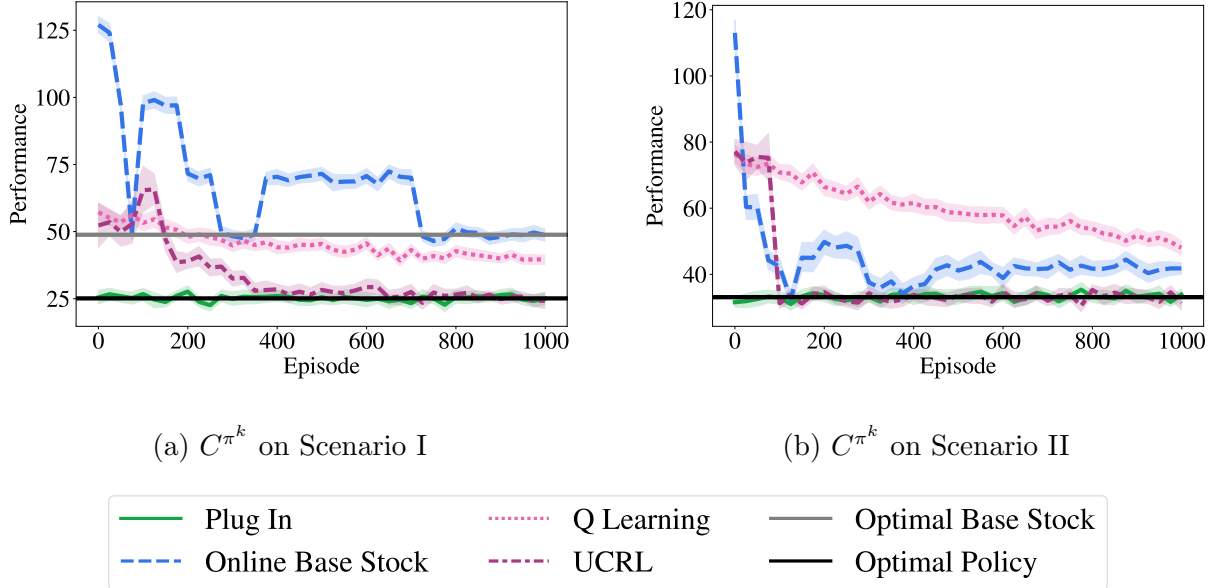 125
100
75
50
25
Performance
0
200
400
600
800
1000
Episode
120
100
80
60
40
Performance
0
200
400
600
800
1000
Episode
(a) $C^{\pi^k}$ on Scenario I
(b) $C^{\pi^k}$ on Scenario II
Plug In
Q Learning
Optimal Base Stock
Online Base Stock
UCRL
Optimal Policy